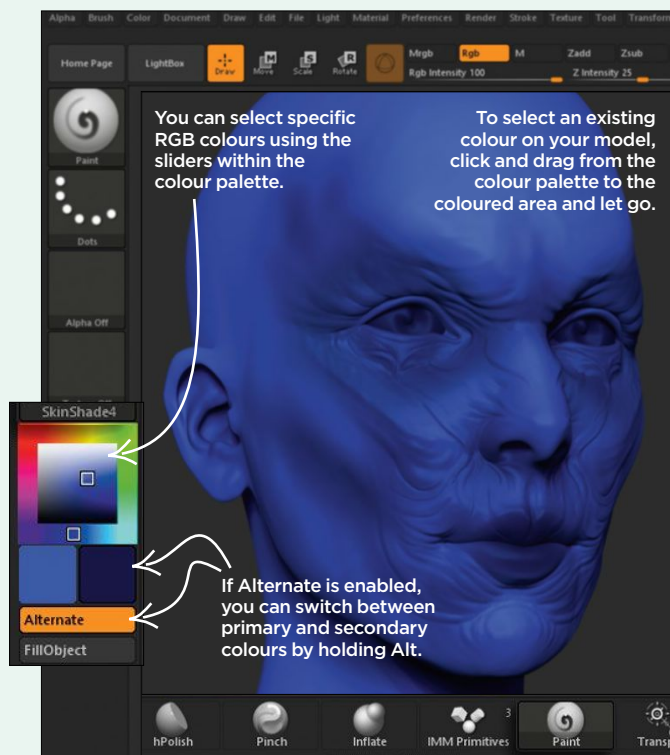 Alpha Brush Color Document Draw Edit File Light Material Preferences Render Stroke Texture Tool Transform
Home Page LightBox Draw Move Scale Rotate
Mrgb Rgb M Zadd Zsub
Rgb Intensity 100 Z Intensity 25
Paint
Dots
Alpha Off
You can select specific
RGB colours using the
sliders within the
colour palette.
To select an existing
colour on your model,
click and drag from the
colour palette to the
coloured area and let go.
SkinShade4
Alternate
FillObject
If Alternate is enabled,
you can switch between
primary and secondary
colours by holding Alt.
hPolish Pinch Inflate IMM Primitives 3 Paint Transp